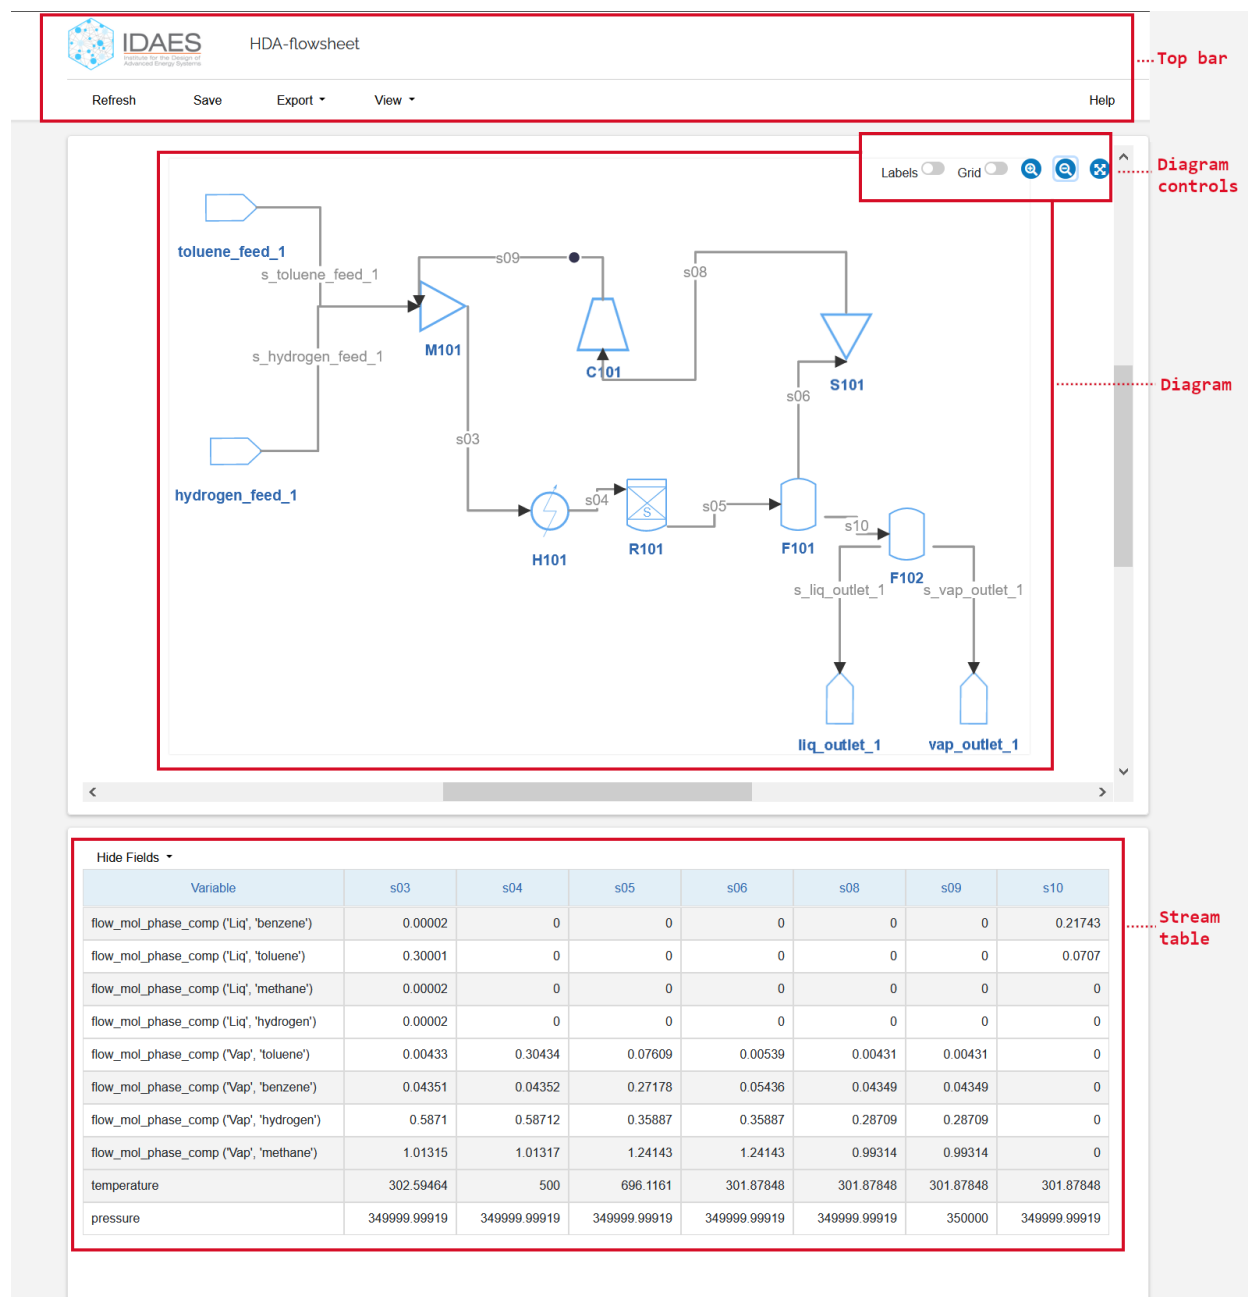 IDAES
Institute for the Design of
Advanced Energy Systems
HDA-flowsheet
Top bar
Refresh Save Export View Help
Labels Grid
Diagram
controls
toluene_feed_1
s_toluene_feed_1
s09
s08
M101
s_hydrogen_feed_1
C101
S101
Diagram
s06
s03
hydrogen_feed_1
s04
S
s05
s10
H101
R101
F101
F102
s_liq_outlet_1
s_vap_outlet_1
liq_outlet_1
vap_outlet_1
Hide Fields
Variable s03 s04 s05 s06 s08 s09 s10
flow_mol_phase_comp ('Liq', 'benzene') 0.00002 0 0 0 0 0 0.21743
Stream
table
flow_mol_phase_comp ('Liq', 'toluene') 0.30001 0 0 0 0 0 0.0707
flow_mol_phase_comp ('Liq', 'methane') 0.00002 0 0 0 0 0 0
flow_mol_phase_comp ('Liq', 'hydrogen') 0.00002 0 0 0 0 0 0
flow_mol_phase_comp ('Vap', 'toluene') 0.00433 0.30434 0.07609 0.00539 0.00431 0.00431 0
flow_mol_phase_comp ('Vap', 'benzene') 0.04351 0.04352 0.27178 0.05436 0.04349 0.04349 0
flow_mol_phase_comp ('Vap', 'hydrogen') 0.5871 0.58712 0.35887 0.35887 0.28709 0.28709 0
flow_mol_phase_comp ('Vap', 'methane') 1.01315 1.01317 1.24143 1.24143 0.99314 0.99314 0
temperature 302.59464 500 696.1161 301.87848 301.87848 301.87848 301.87848
pressure 349999.99919 349999.99919 349999.99919 349999.99919 349999.99919 350000 349999.99919